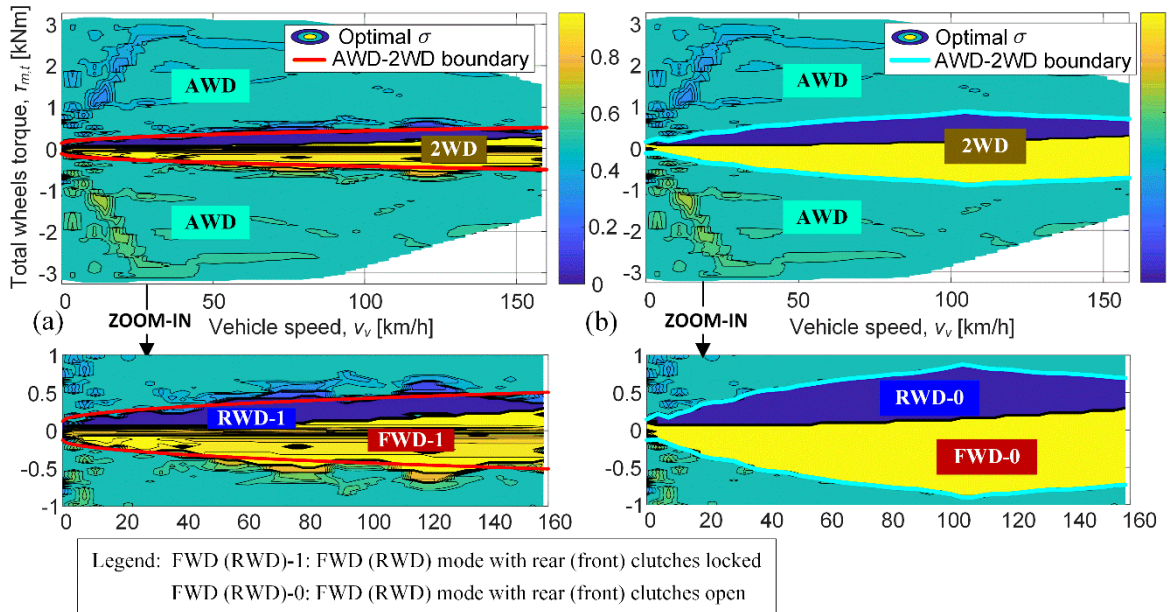 Total wheels torque, τm,t [kNm]
3
2
1
0
-1
-2
-3
Optimal σ
AWD-2WD boundary
AWD
2WD
AWD
0 50 100 150
0.8
0.6
0.4
0.2
0
(a) ZOOM-IN Vehicle speed, vv [km/h]
3
2
1
0
-1
-2
-3
Optimal σ
AWD-2WD boundary
AWD
2WD
AWD
0 50 100 150
(b) ZOOM-IN Vehicle speed, vv [km/h]
1
0.5
0
-0.5
-1
RWD-1
FWD-1
0 20 40 60 80 100 120 140 160
1
0.5
0
-0.5
-1
RWD-0
FWD-0
0 20 40 60 80 100 120 140 160
Legend: FWD (RWD)-1: FWD (RWD) mode with rear (front) clutches locked
FWD (RWD)-0: FWD (RWD) mode with rear (front) clutches open